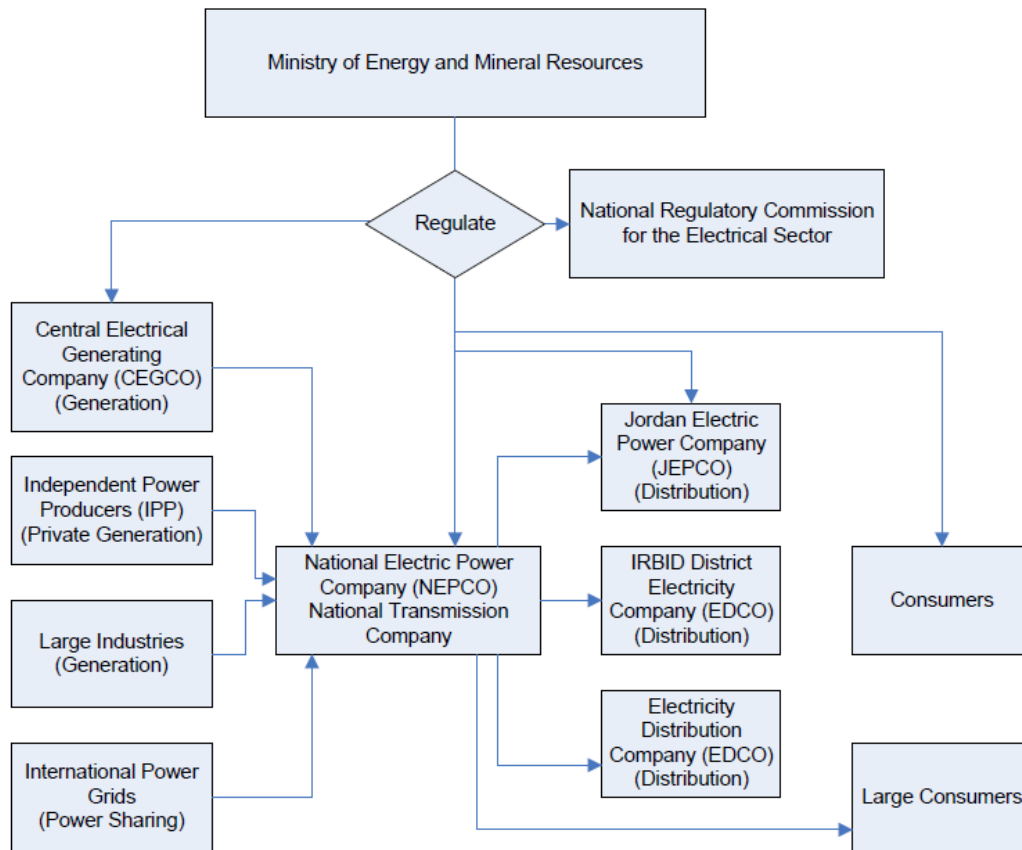 Ministry of Energy and Mineral Resources
Regulate
National Regulatory Commission
for the Electrical Sector
Central Electrical
Generating
Company (CEGCO)
(Generation)
Jordan Electric
Power Company
(JEPCO)
(Distribution)
Independent Power
Producers (IPP)
(Private Generation)
National Electric Power
Company (NEPCO)
National Transmission
Company
IRBID District
Electricity
Company (EDCO)
(Distribution)
Consumers
Large Industries
(Generation)
Electricity
Distribution
Company (EDCO)
(Distribution)
International Power
Grids
(Power Sharing)
Large Consumers